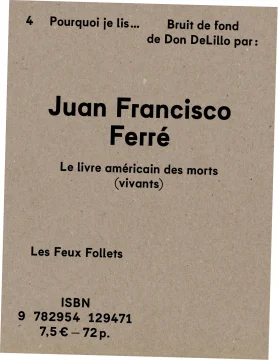 4 Pourquoi je lis... Bruit de fond
de Don DeLillo par :
Juan Francisco
Ferré
Le livre américain des morts
(vivants)
Les Feux Follets
ISBN
9 782954 129471
7,5 € — 72 p.